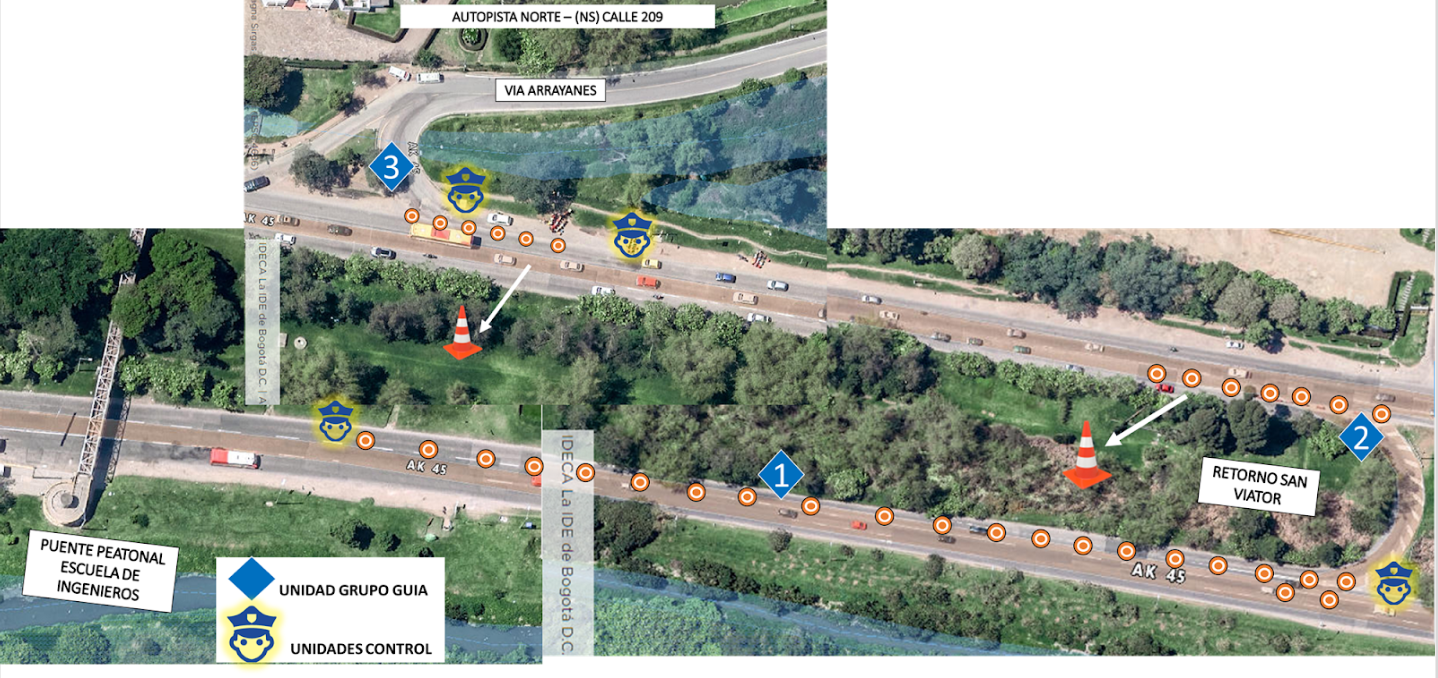 AUTOPISTA NORTE – (NS) CALLE 209
VIA ARRAYANES
3
AK 45
IDECA La IDE de Bogotá D.C. | A
2
1
AK 45
RETORNO SAN
VIATOR
IDECA La IDE de Bogotá D.C.
AK 45
PUENTE PEATONAL
ESCUELA DE
INGENIEROS
UNIDAD GRUPO GUIA
UNIDADES CONTROL